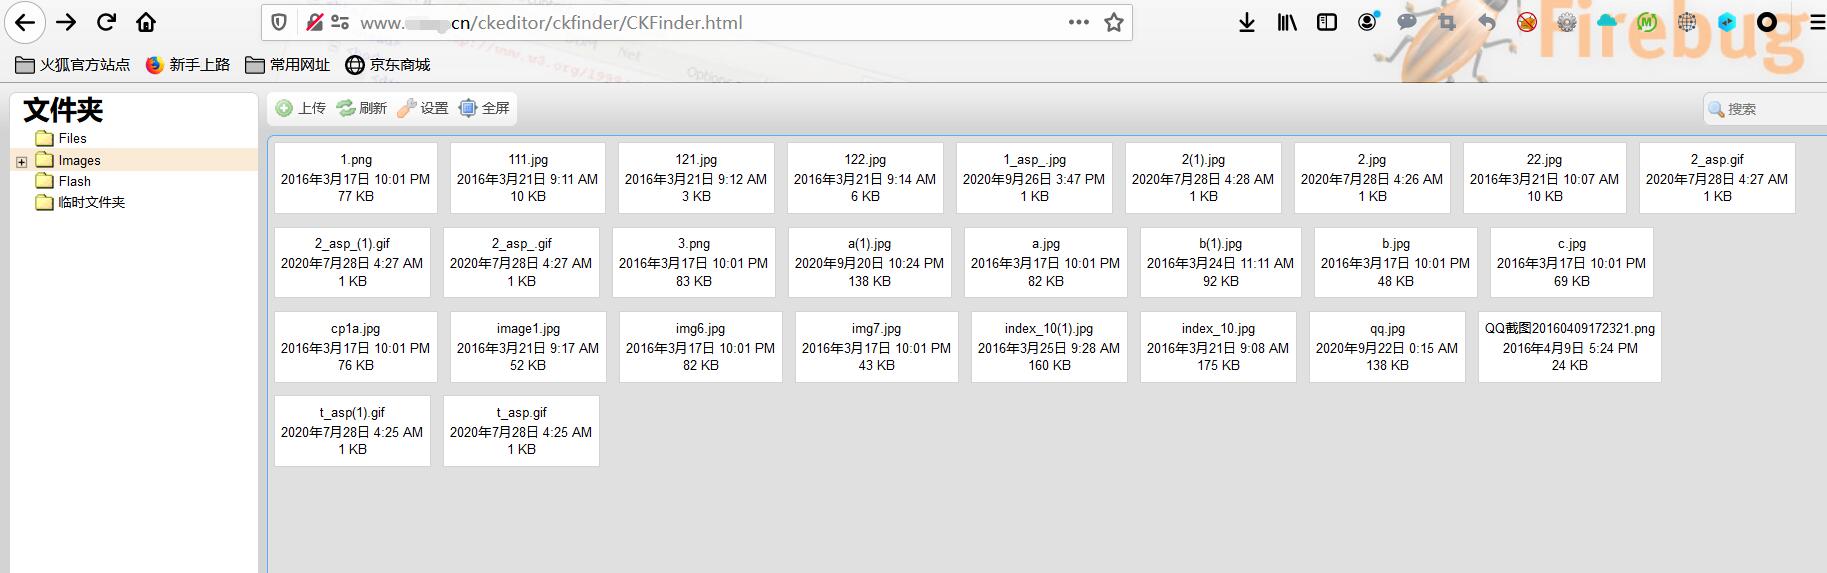 www. cn/ckeditor/ckfinder/CKFinder.html
Firebug
火狐官方站点 新手上路 常用网址 京东商城
文件夹
Files
Images
Flash
临时文件夹
上传 刷新 设置 全屏
搜索
1.png
2016年3月17日 10:01 PM
77 KB
111.jpg
2016年3月21日 9:11 AM
10 KB
121.jpg
2016年3月21日 9:12 AM
3 KB
122.jpg
2016年3月21日 9:14 AM
6 KB
1_asp_.jpg
2020年9月26日 3:47 PM
1 KB
2(1).jpg
2020年7月28日 4:28 AM
1 KB
2.jpg
2020年7月28日 4:26 AM
1 KB
22.jpg
2016年3月21日 10:07 AM
10 KB
2_asp.gif
2020年7月28日 4:27 AM
1 KB
2_asp_(1).gif
2020年7月28日 4:27 AM
1 KB
2_asp_.gif
2020年7月28日 4:27 AM
1 KB
3.png
2016年3月17日 10:01 PM
83 KB
a(1).jpg
2020年9月20日 10:24 PM
138 KB
a.jpg
2016年3月17日 10:01 PM
82 KB
b(1).jpg
2016年3月24日 11:11 AM
92 KB
b.jpg
2016年3月17日 10:01 PM
48 KB
c.jpg
2016年3月17日 10:01 PM
69 KB
cp1a.jpg
2016年3月17日 10:01 PM
76 KB
image1.jpg
2016年3月21日 9:17 AM
52 KB
img6.jpg
2016年3月17日 10:01 PM
82 KB
img7.jpg
2016年3月17日 10:01 PM
43 KB
index_10(1).jpg
2016年3月25日 9:28 AM
160 KB
index_10.jpg
2016年3月21日 9:08 AM
175 KB
qq.jpg
2020年9月22日 0:15 AM
138 KB
QQ截图20160409172321.png
2016年4月9日 5:24 PM
24 KB
t_asp(1).gif
2020年7月28日 4:25 AM
1 KB
t_asp.gif
2020年7月28日 4:25 AM
1 KB